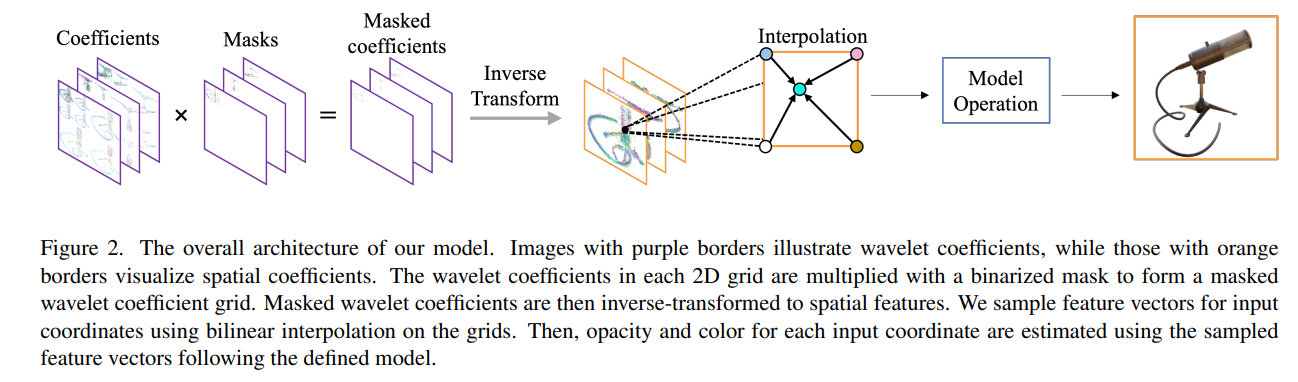 Coefficients
Masks
Masked
coefficients
Inverse
Transform
Interpolation
Model
Operation
×
=
Figure 2. The overall architecture of our model. Images with purple borders illustrate wavelet coefficients, while those with orange
borders visualize spatial coefficients. The wavelet coefficients in each 2D grid are multiplied with a binarized mask to form a masked
wavelet coefficient grid. Masked wavelet coefficients are then inverse-transformed to spatial features. We sample feature vectors for input
coordinates using bilinear interpolation on the grids. Then, opacity and color for each input coordinate are estimated using the sampled
feature vectors following the defined model.